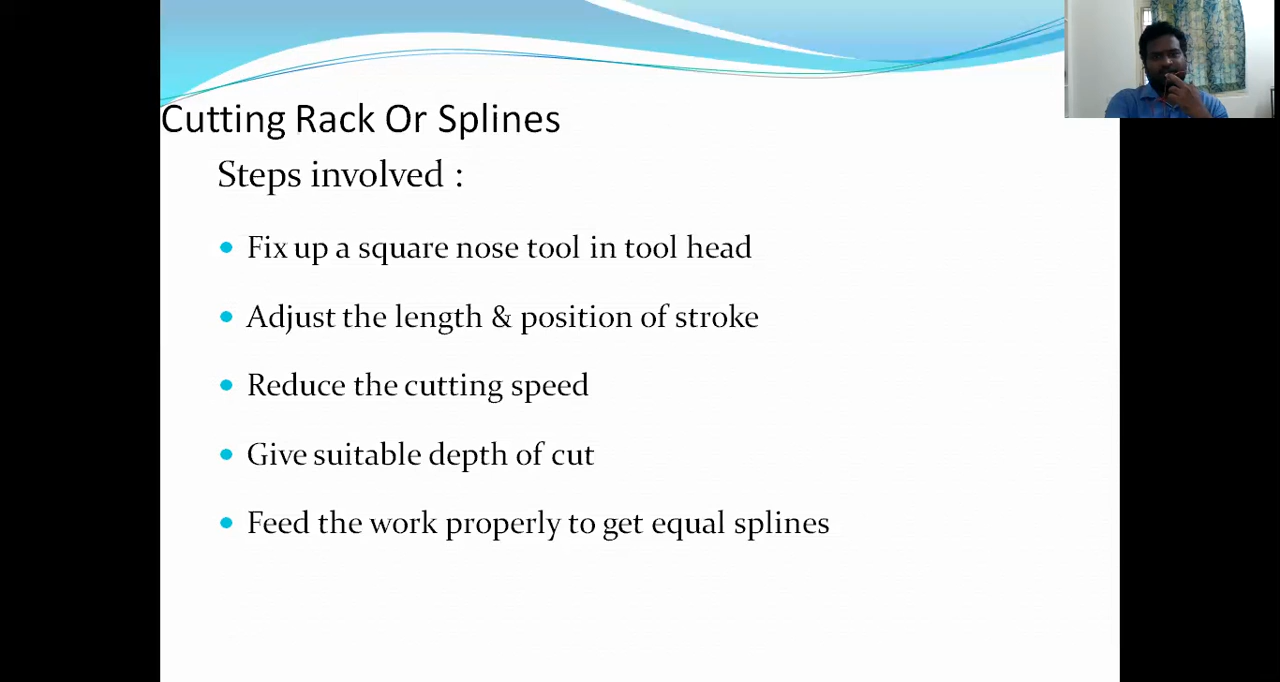 Cutting Rack Or Splines
Steps involved :
Fix up a square nose tool in tool head
Adjust the length & position of stroke
Reduce the cutting speed
Give suitable depth of cut
Feed the work properly to get equal splines